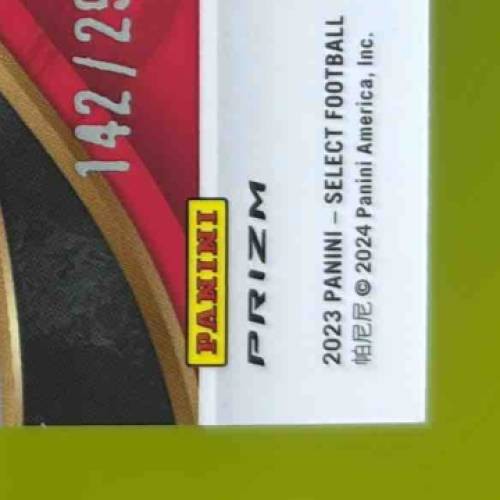 142/29
PANINI
PRIZM
2023 PANINI – SELECT FOOTBALL
帕尼尼 © 2024 Panini America, Inc.